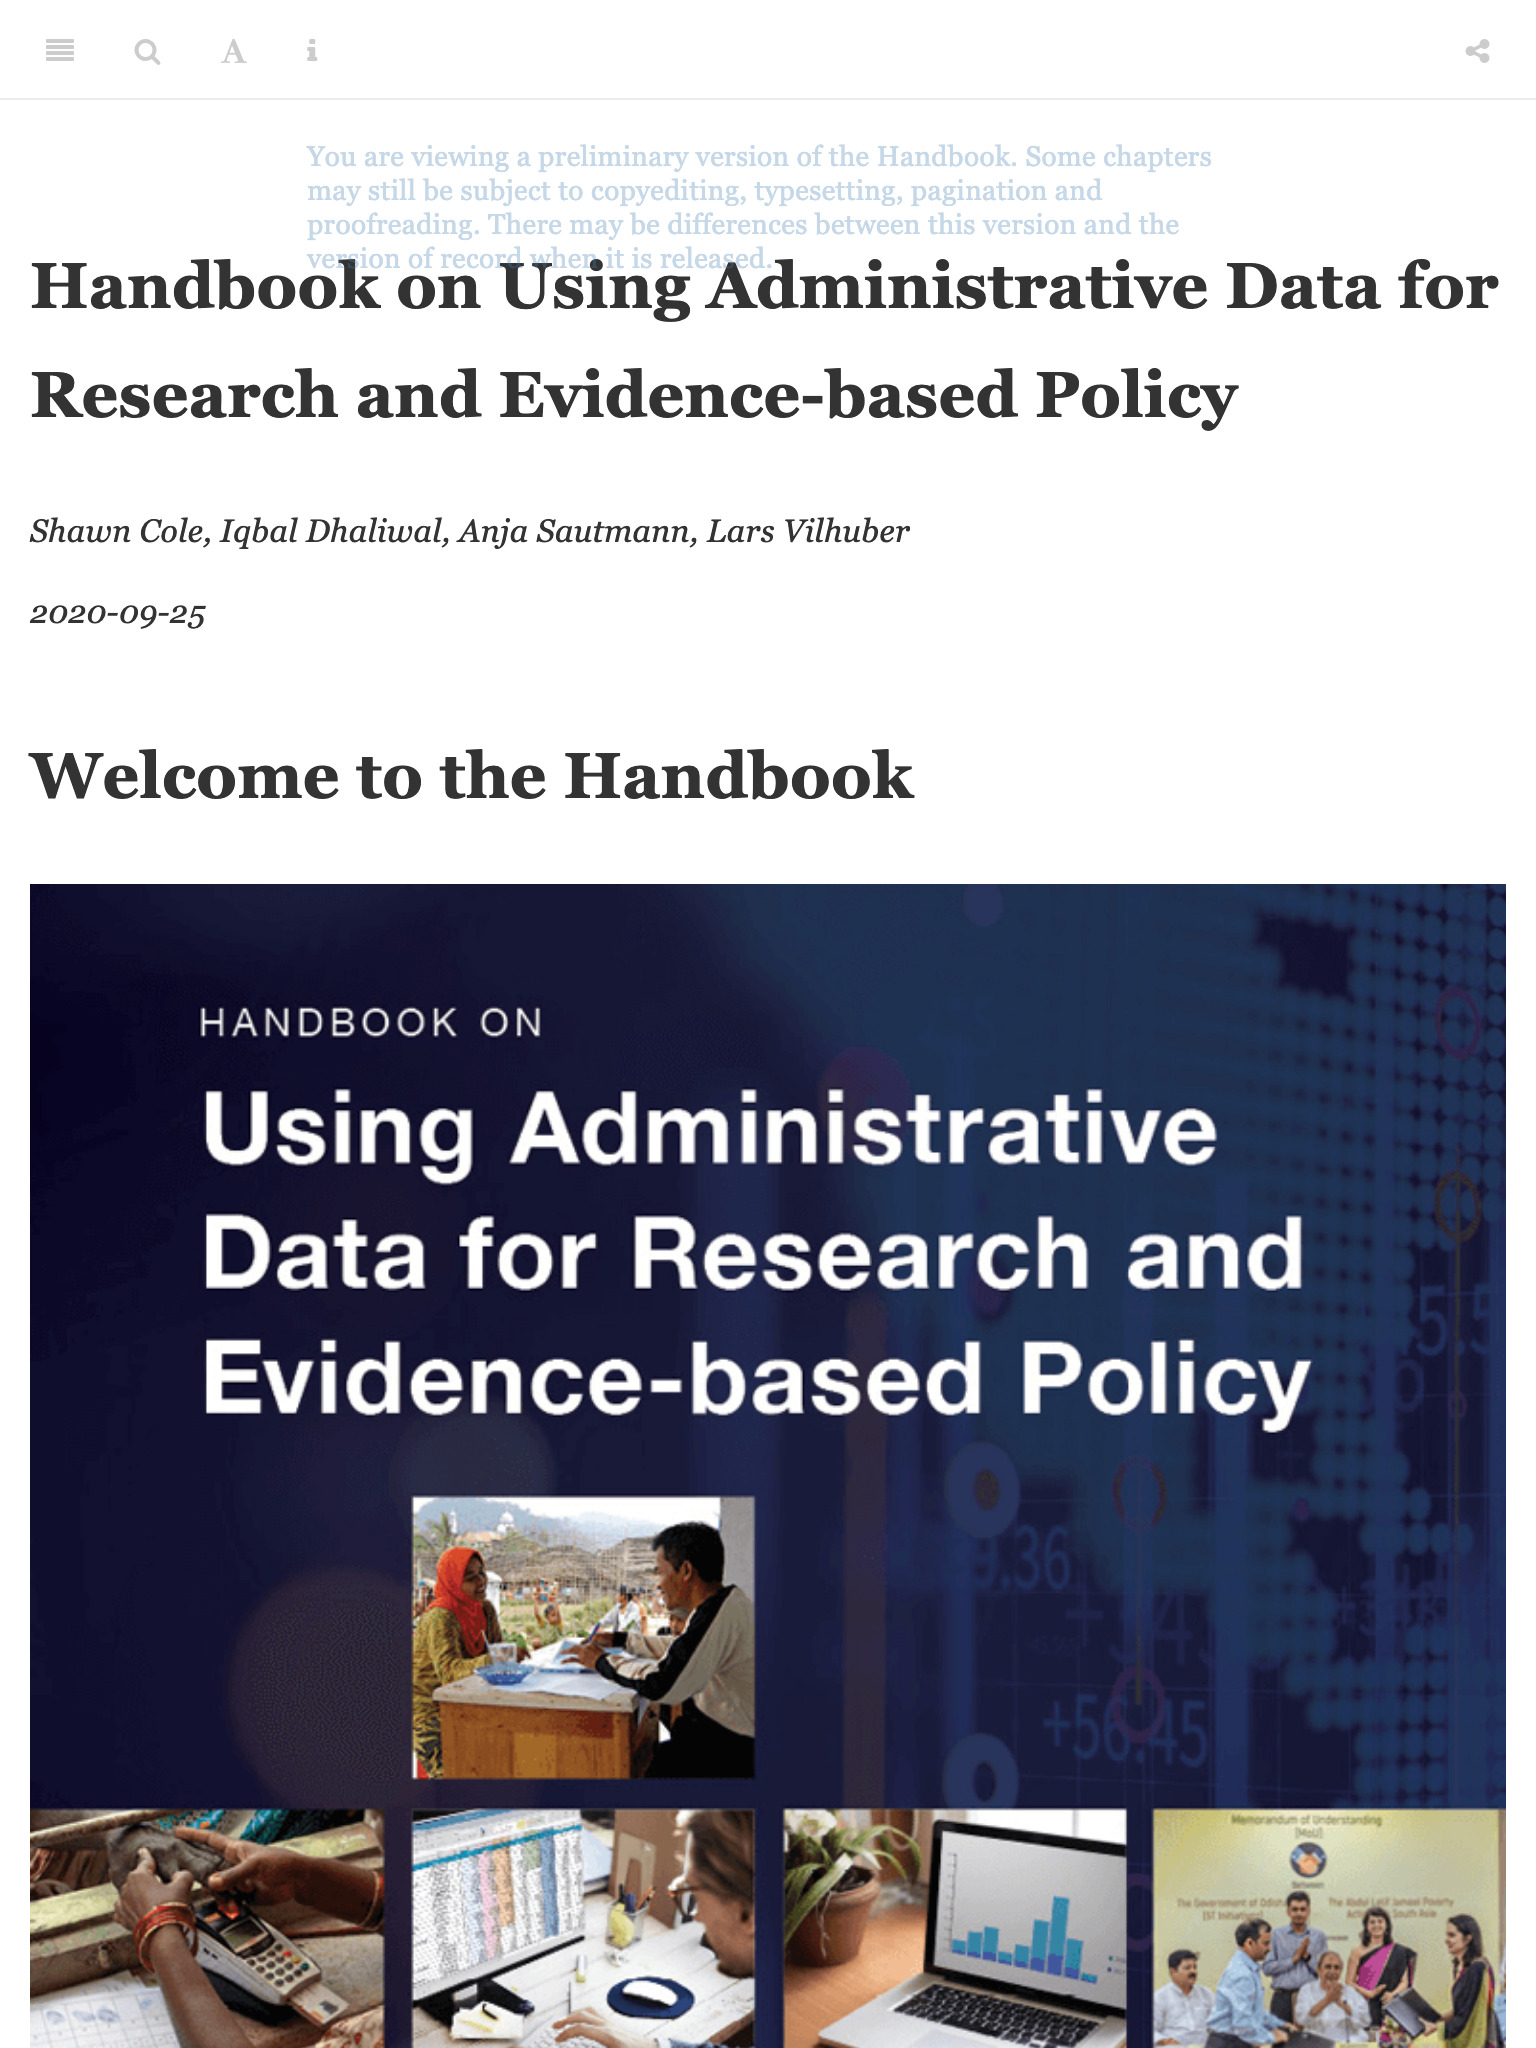 You are viewing a preliminary version of the Handbook. Some chapters
may still be subject to copyediting, typesetting, pagination and
proofreading. There may be differences between this version and the
version of record when it is released.
Handbook on Using Administrative Data for
Research and Evidence-based Policy
Shawn Cole, Iqbal Dhaliwal, Anja Sautmann, Lars Vilhuber
2020-09-25
Welcome to the Handbook
HANDBOOK ON
Using Administrative
Data for Research and
Evidence-based Policy
9.36
+56.45
Memorandum of Understanding
[MoU]
Between
The Government of Odisha
The Abdul Latif Jameel Poverty
[ST Initiatives]
South Asia